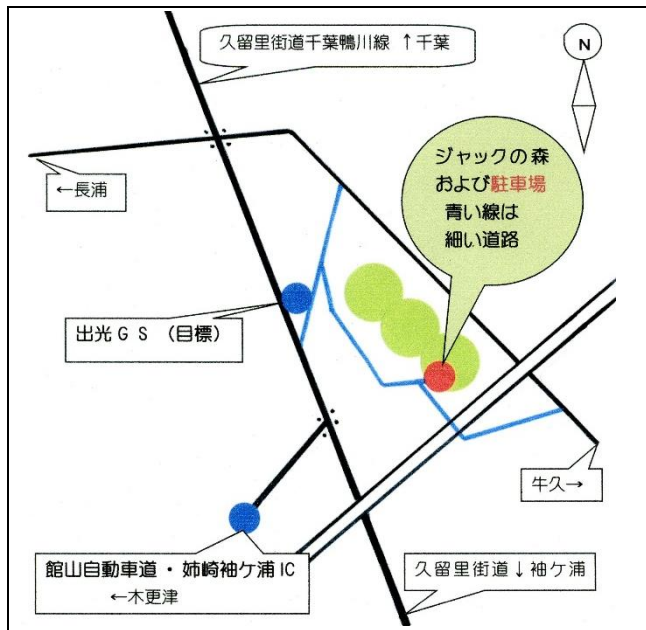 久留里街道千葉鴨川線 ↑千葉
N
ジャックの森
および駐車場
青い線は
細い道路
←長浦
出光GS (目標)
牛久→
館山自動車道・姉崎袖ケ浦IC
←木更津
久留里街道↓袖ケ浦